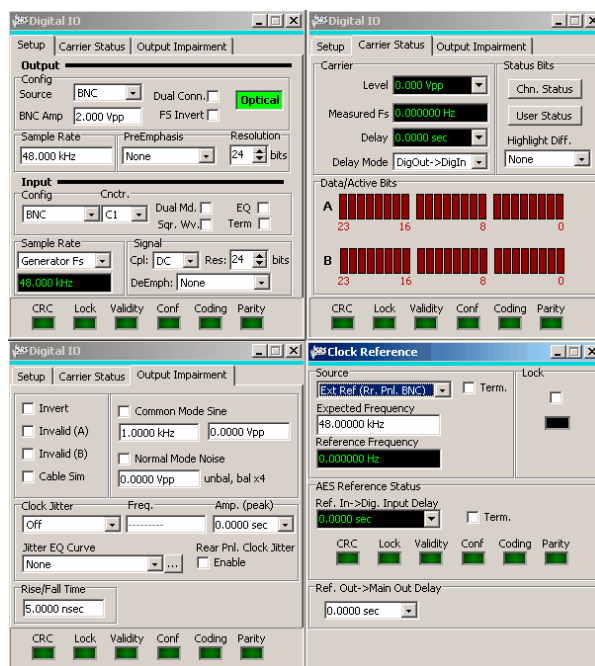 SRS Digital IO
Setup Carrier Status Output Impairment
Output
Config
Source BNC Dual Conn. Optical
BNC Amp 2.000 Vpp FS Invert
Sample Rate PreEmphasis Resolution
48.000 kHz None 24 bits
Input
Config Cnctr.
BNC C1 Dual Md. EQ
Sqr. Wv. Term
Sample Rate Signal
Generator Fs Cpl: DC Res: 24 bits
48.000 kHz DeEmph: None
CRC Lock Validity Conf Coding Parity
SRS Digital IO
Setup Carrier Status Output Impairment
Carrier Status Bits
Level 0.000 Vpp Chn. Status
Measured Fs 0.000000 Hz User Status
Delay 0.0000 sec Highlight Diff.
Delay Mode DigOut->DigIn None
Data/Active Bits
A
23 16 8 0
B
23 16 8 0
CRC Lock Validity Conf Coding Parity
SRS Digital IO
Setup Carrier Status Output Impairment
Invert Common Mode Sine
Invalid (A) 1.0000 kHz 0.0000 Vpp
Invalid (B) Normal Mode Noise
Cable Sim 0.0000 Vpp unbal, bal x4
Clock Jitter Freq. Amp. (peak)
Off --------- 0.0000 sec
Jitter EQ Curve Rear Pnl. Clock Jitter
None ... Enable
Rise/Fall Time
5.0000 nsec
CRC Lock Validity Conf Coding Parity
SRS Clock Reference
Source Lock
Ext Ref (Rr. Pnl. BNC) Term.
Expected Frequency
48.00000 kHz
Reference Frequency
0.000000 Hz
AES Reference Status
Ref. In->Dig. Input Delay
0.0000 sec Term.
CRC Lock Validity Conf Coding Parity
Ref. Out->Main Out Delay
0.0000 sec